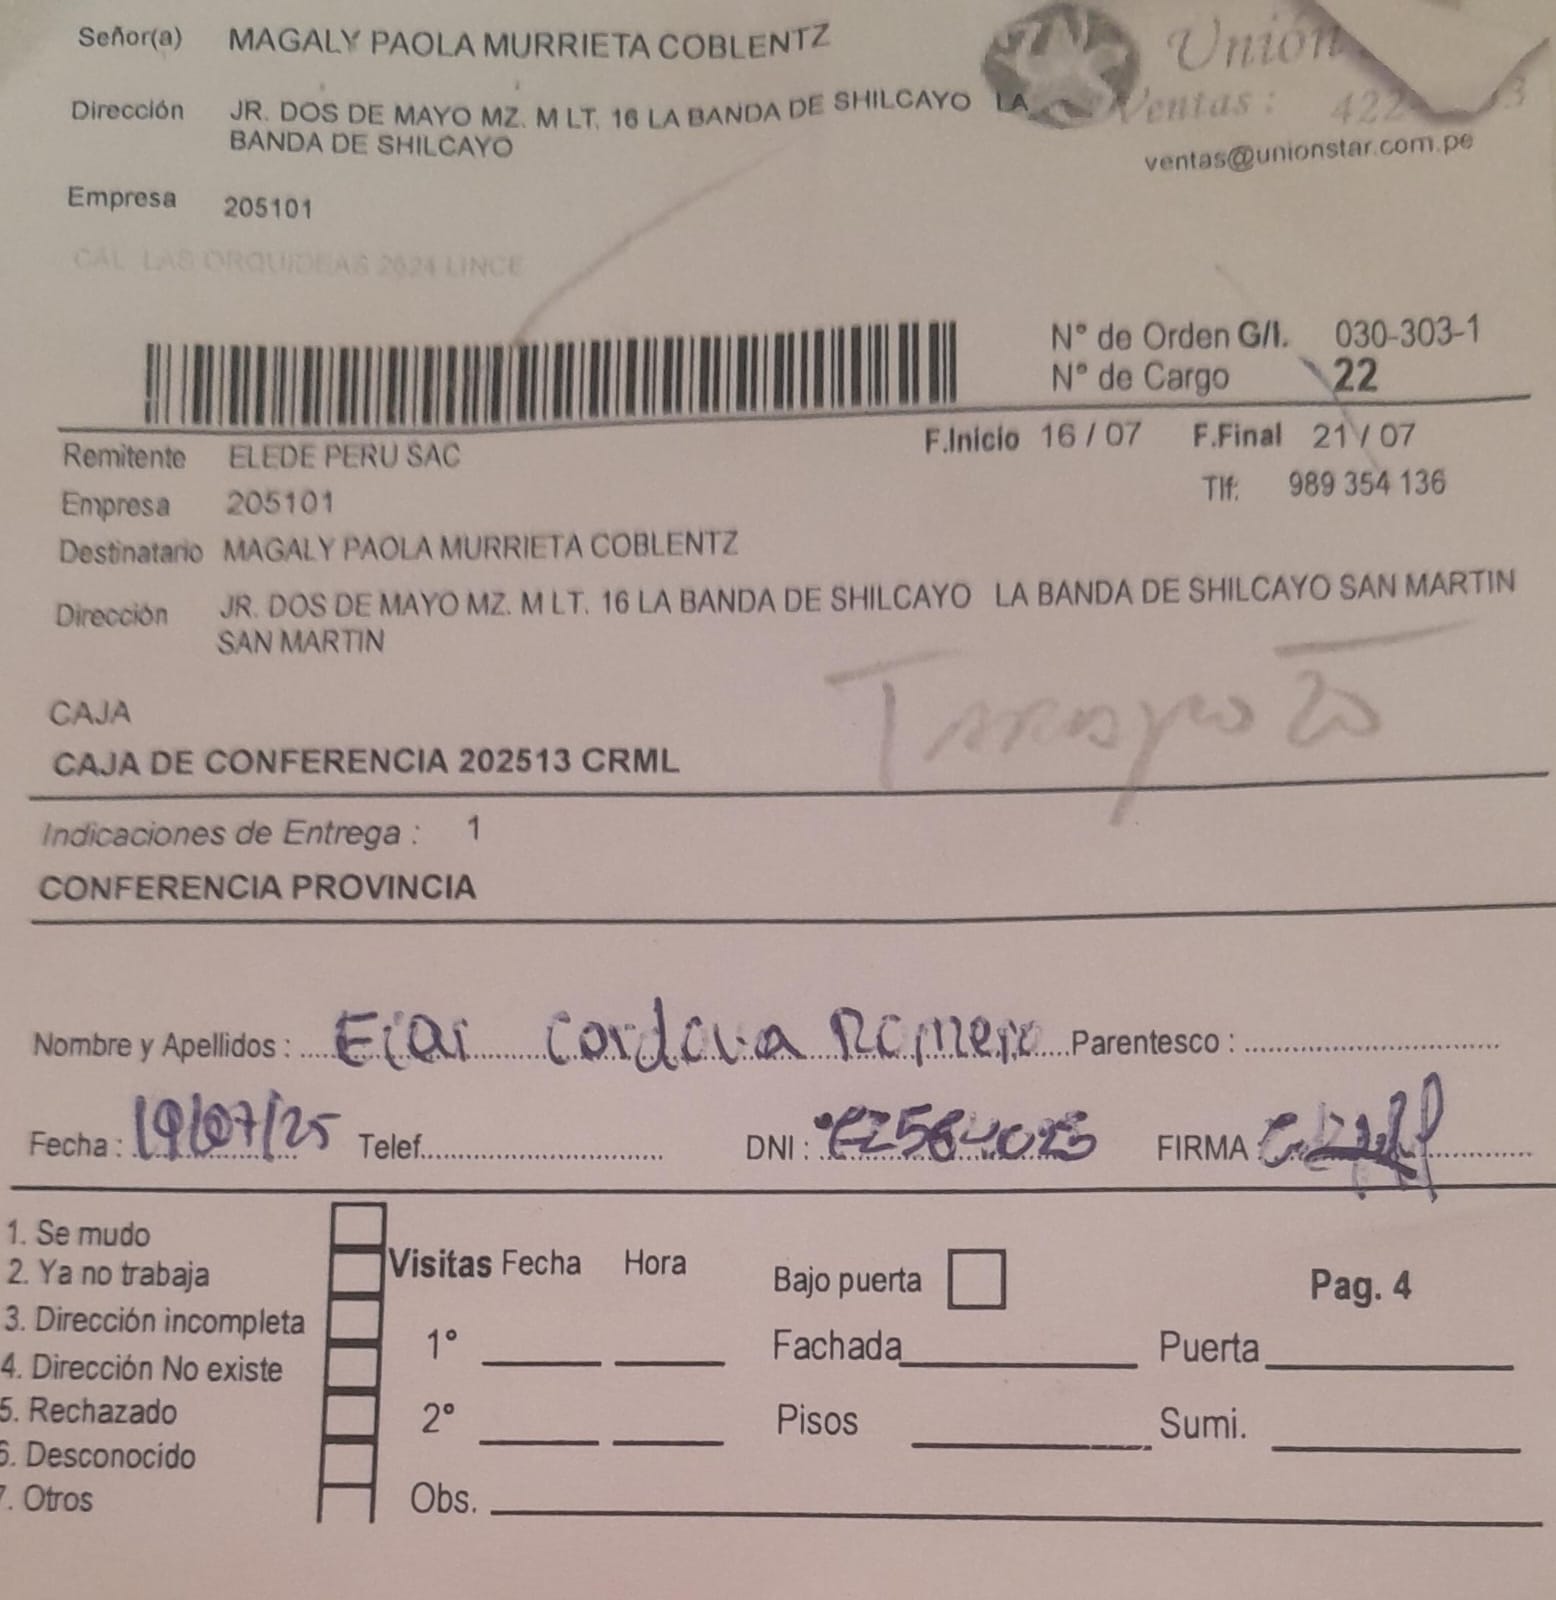 Señor(a) MAGALY PAOLA MURRIETA COBLENTZ
Unión
Dirección JR. DOS DE MAYO MZ. M LT. 16 LA BANDA DE SHILCAYO LA
BANDA DE SHILCAYO
Ventas :
ventas@unionstar.com.pe
Empresa 205101
CAL LAS ORQUIDEAS 2624 LINCE
N° de Orden G/I. 030-303-1
N° de Cargo 22
Remitente ELEDE PERU SAC
F.Inicio 16 / 07 F.Final 21 / 07
Empresa 205101
Tlf: 989 354 136
Destinatario MAGALY PAOLA MURRIETA COBLENTZ
Dirección JR. DOS DE MAYO MZ. M LT. 16 LA BANDA DE SHILCAYO LA BANDA DE SHILCAYO SAN MARTIN
SAN MARTIN
CAJA
CAJA DE CONFERENCIA 202513 CRML
Indicaciones de Entrega : 1
CONFERENCIA PROVINCIA
Nombre y Apellidos : Cordova Romero Parentesco :
Fecha : 19/07/25 Telef. DNI : FIRMA
1. Se mudo
2. Ya no trabaja
3. Dirección incompleta
4. Dirección No existe
5. Rechazado
6. Desconocido
7. Otros
Visitas Fecha Hora
1°
2°
Obs.
Bajo puerta
Fachada
Pisos
Pag. 4
Puerta
Sumi.